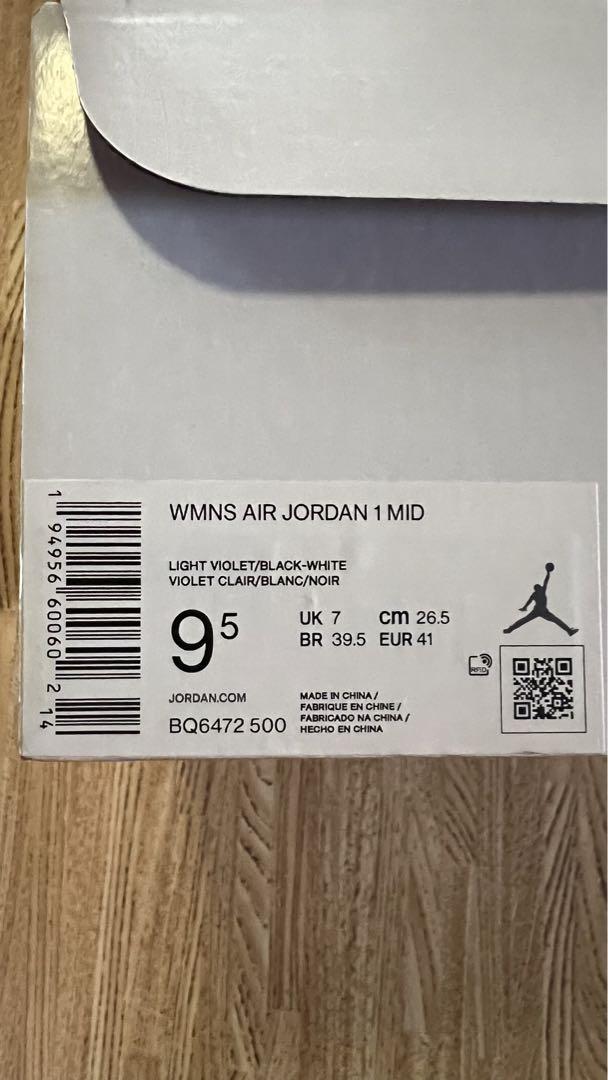 WMNS AIR JORDAN 1 MID
LIGHT VIOLET/BLACK-WHITE
VIOLET CLAIR/BLANC/NOIR
9 5
UK 7 cm 26.5
BR 39.5 EUR 41
RFID
JORDAN.COM
BQ6472 500
MADE IN CHINA /
FABRIQUE EN CHINE /
FABRICADO NA CHINA /
HECHO EN CHINA
1 94956 60060 2 14